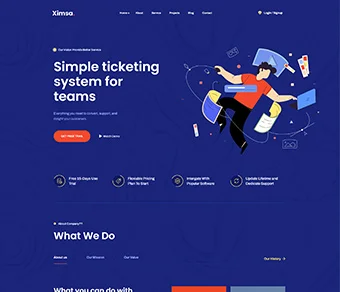 Ximsa.
Home
About
Service
Projects
Blog
Contact
Login / Signup
Our Value Provide Better Service
Simple ticketing
system for
teams
Everything you need to convert, support, and
delight your customers
GET FREE TRIAL
Watch Demo
Free 30-Days Use
Trial
Flexiable Pricing
Plan To Start
Intergate With
Popular Software
Update Lifetime and
Dedicate Support
About Company
What We Do
About us
Our Mission
Our Value
Our History
What you can do with